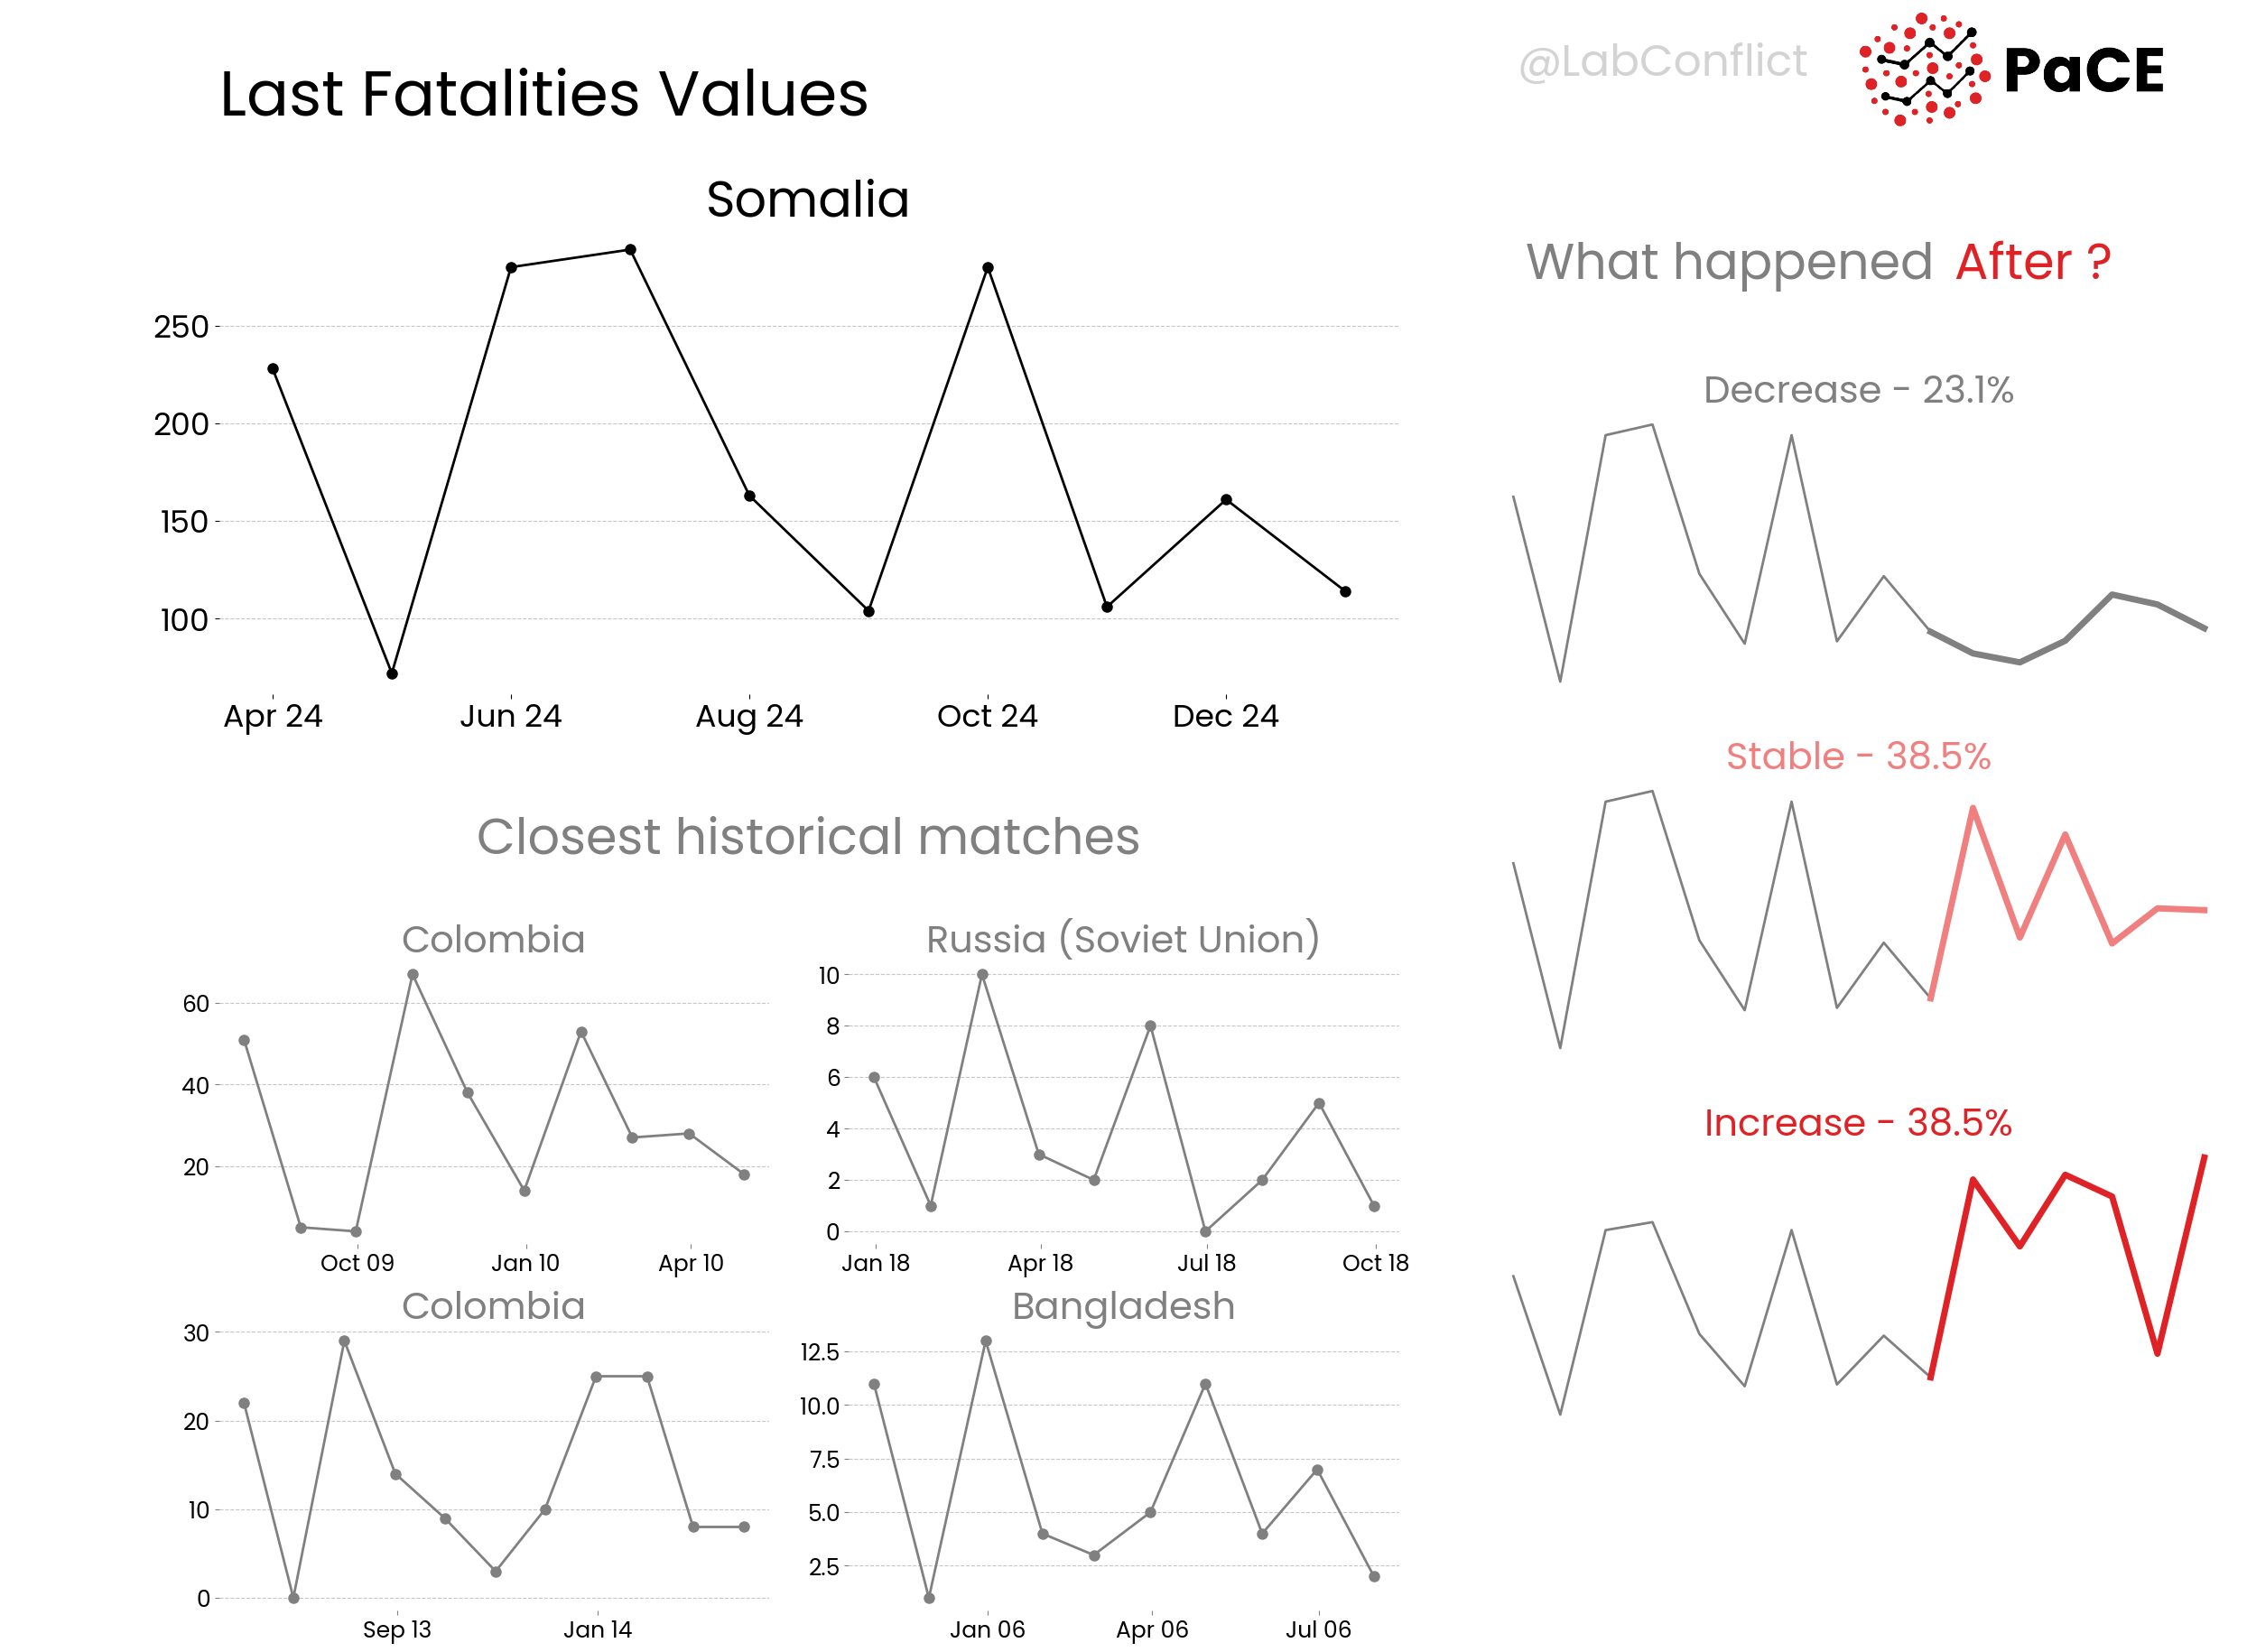 @LabConflict
PaCE
Last Fatalities Values
Somalia
250
200
150
100
Apr 24 Jun 24 Aug 24 Oct 24 Dec 24
What happened After ?
Decrease - 23.1%
Stable - 38.5%
Increase - 38.5%
Closest historical matches
Colombia
60
40
20
Oct 09 Jan 10 Apr 10
Russia (Soviet Union)
10
8
6
4
2
0
Jan 18 Apr 18 Jul 18 Oct 18
Colombia
30
20
10
0
Sep 13 Jan 14
Bangladesh
12.5
10.0
7.5
5.0
2.5
Jan 06 Apr 06 Jul 06